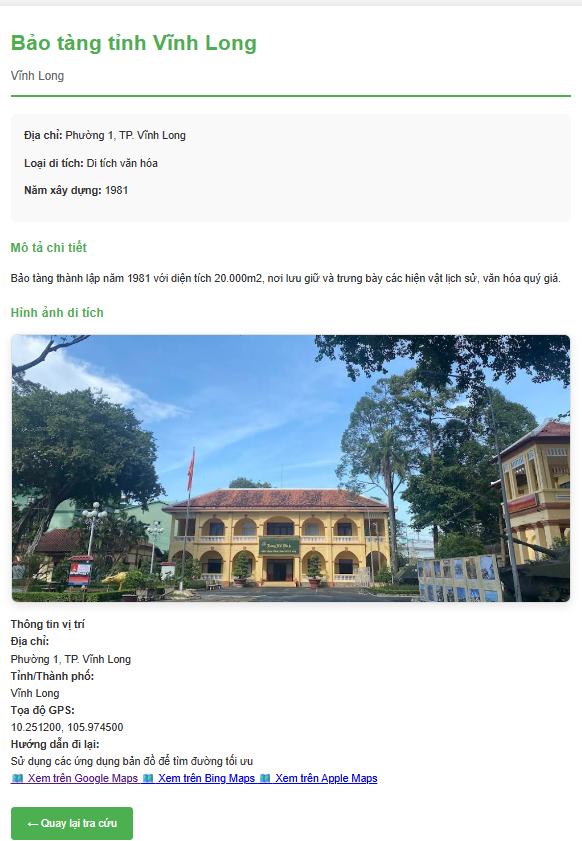 Bảo tàng tỉnh Vĩnh Long
Vĩnh Long
Địa chỉ: Phường 1, TP. Vĩnh Long
Loại di tích: Di tích văn hóa
Năm xây dựng: 1981
Mô tả chi tiết
Bảo tàng thành lập năm 1981 với diện tích 20.000m2, nơi lưu giữ và trưng bày các hiện vật lịch sử, văn hóa quý giá.
Hình ảnh di tích
Thông tin vị trí
Địa chỉ:
Phường 1, TP. Vĩnh Long
Tỉnh/Thành phố:
Vĩnh Long
Tọa độ GPS:
10.251200, 105.974500
Hướng dẫn đi lại:
Sử dụng các ứng dụng bản đồ để tìm đường tối ưu
Xem trên Google Maps Xem trên Bing Maps Xem trên Apple Maps
← Quay lại tra cứu